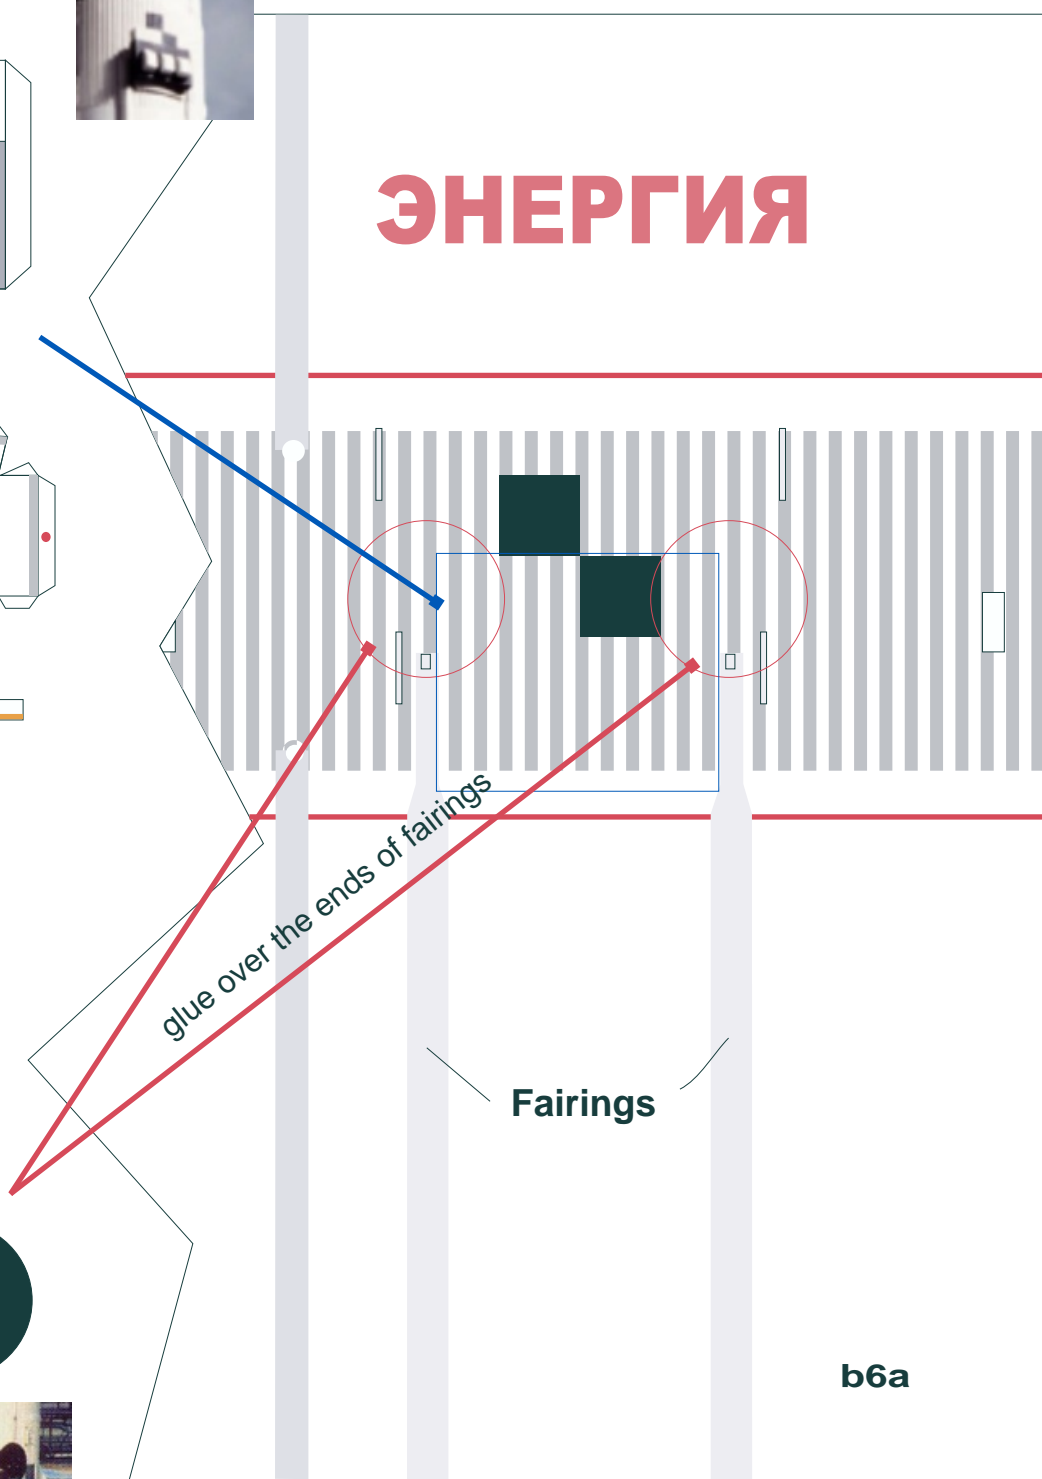 ЭНЕРГИЯ
glue over the ends of fairings
Fairings
b6a